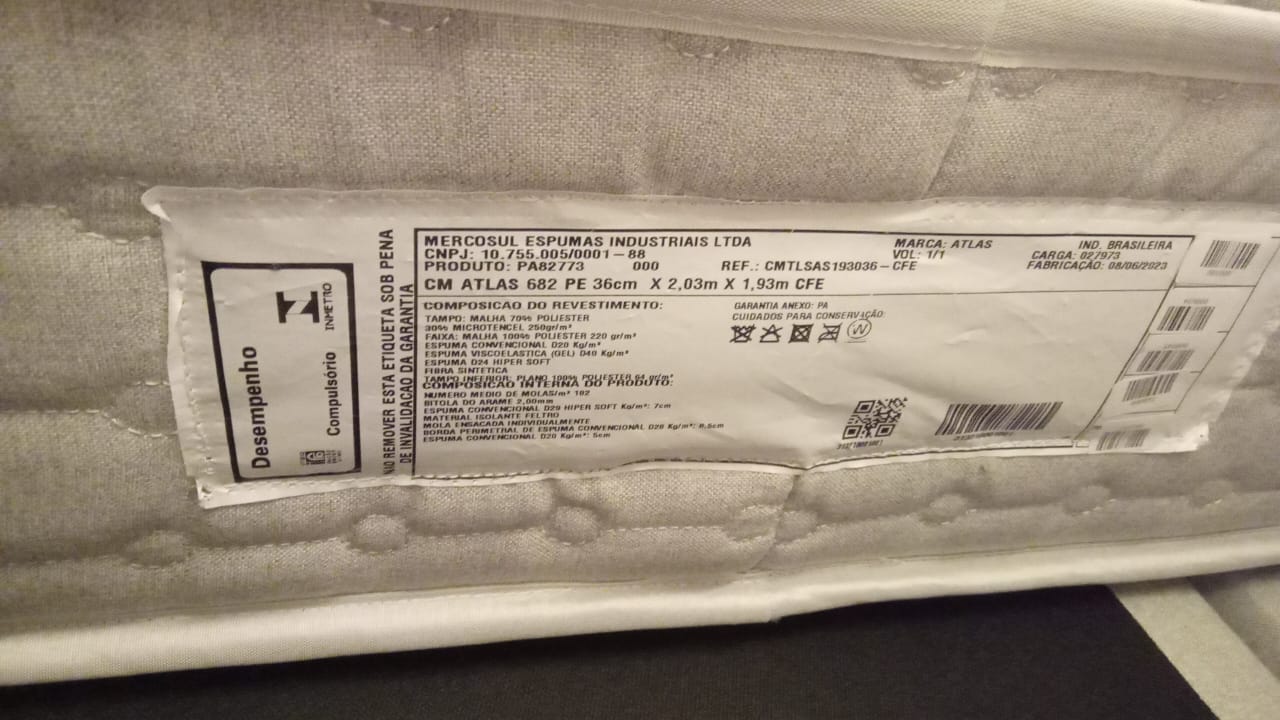 Desempenho
Compulsório
INMETRO
NÃO REMOVER ESTA ETIQUETA SOB PENA
DE INVALIDACAO DA GARANTIA
MERCOSUL ESPUMAS INDUSTRIAIS LTDA
CNPJ: 10.755.005/0001-88
PRODUTO: PA82773 000 REF.: CMTLSAS193036-CFE
MARCA: ATLAS
VOL: 1/1
IND. BRASILEIRA
CARGA: 027973
FABRICAÇÃO: 08/06/2023
CM ATLAS 682 PE 36cm X 2,03m X 1,93m CFE
COMPOSICAO DO REVESTIMENTO:
TAMPO: MALHA 70% POLIESTER
30% MICROTENCEL 250gr/m²
FAIXA: MALHA 100% POLIESTER 220 gr/m²
ESPUMA CONVENCIONAL D20 Kg/m³
ESPUMA VISCOELASTICA (GEL) D40 Kg/m³
ESPUMA D24 HIPER SOFT
FIBRA SINTETICA
TAMPO INFERIOR: PLANO 100% POLIESTER 64 gr/m²
GARANTIA ANEXO: PA
CUIDADOS PARA CONSERVAÇÃO:
W
COMPOSICAO INTERNA DO PRODUTO:
NUMERO MEDIO DE MOLAS/m² 182
BITOLA DO ARAME 2,00mm
ESPUMA CONVENCIONAL D29 HIPER SOFT Kg/m³: 7cm
MATERIAL ISOLANTE FELTRO
MOLA ENSACADA INDIVIDUALMENTE
BORDA PERIMETRAL DE ESPUMA CONVENCIONAL D28 Kg/m³: 8,5cm
ESPUMA CONVENCIONAL D20 Kg/m³: 5cm